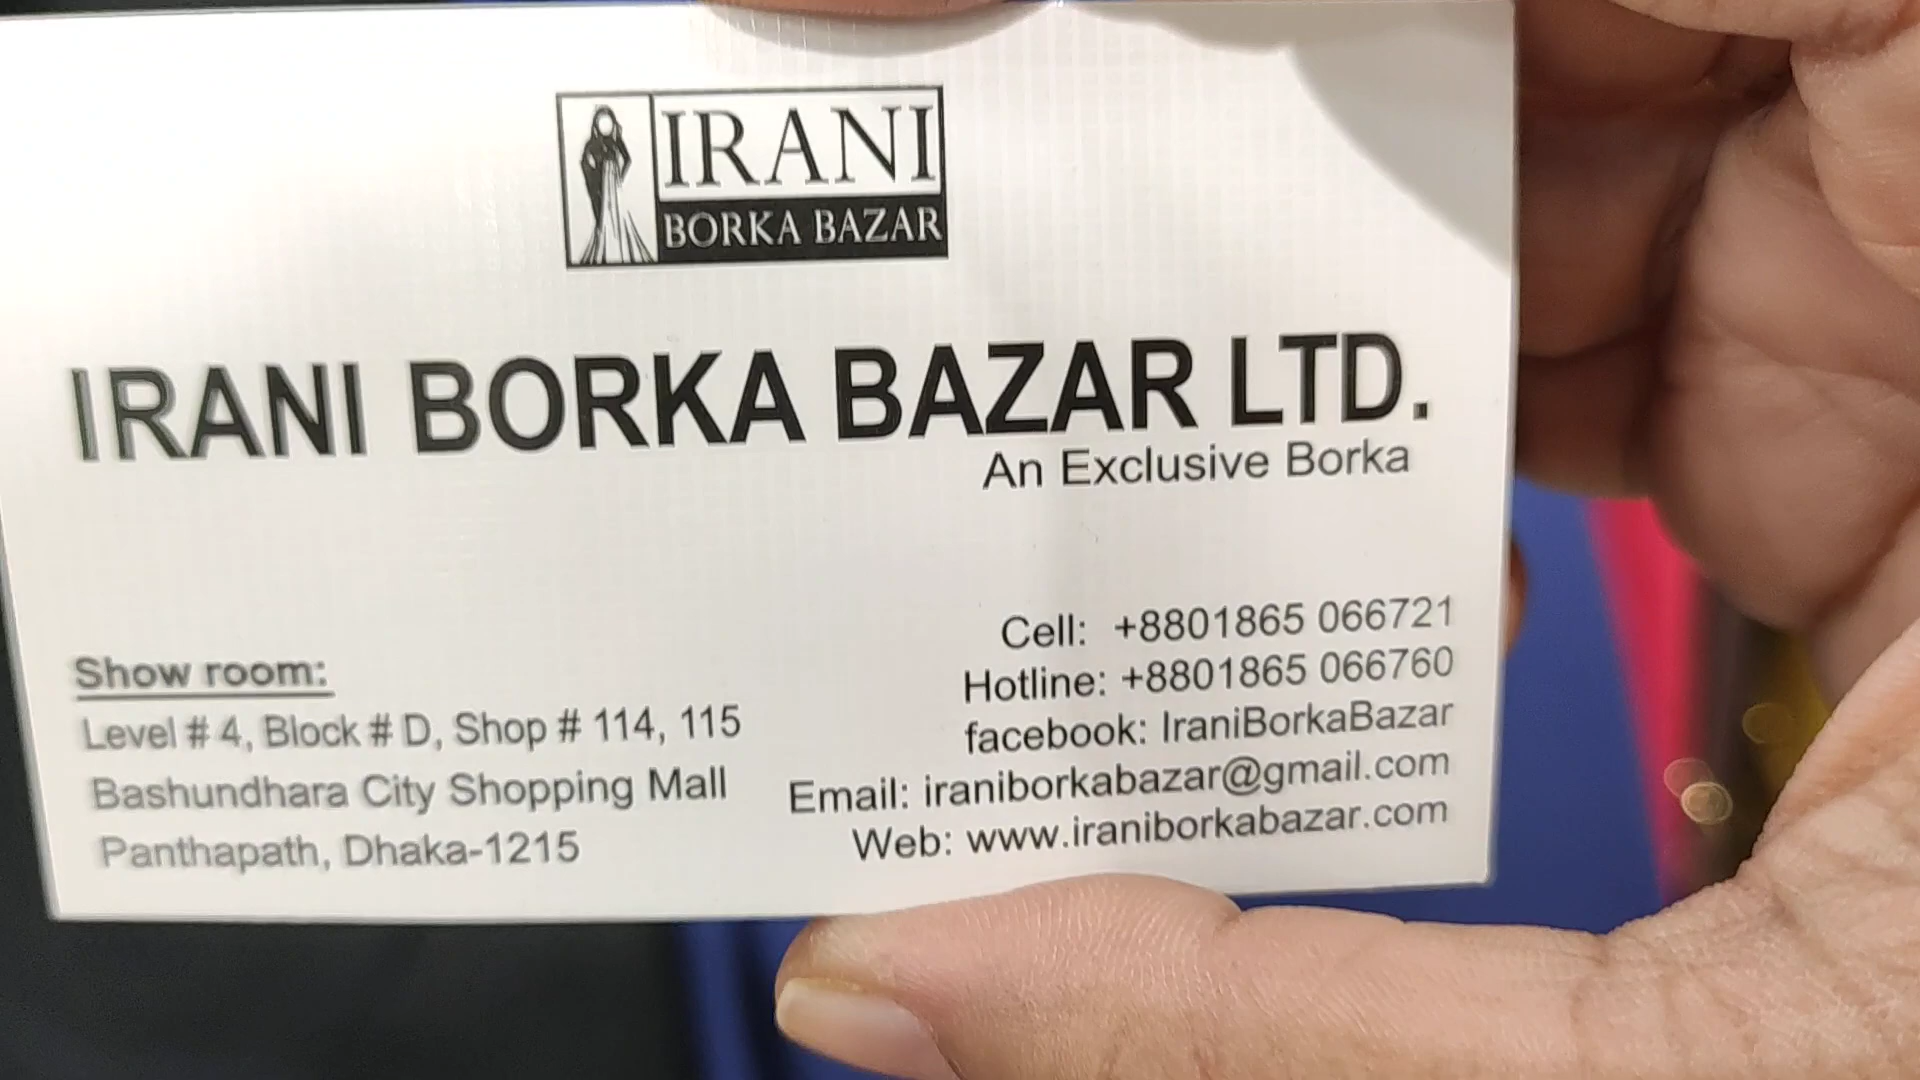 IRANI
BORKA BAZAR
IRANI BORKA BAZAR LTD.
An Exclusive Borka
Show room:
Level # 4, Block # D, Shop # 114, 115
Bashundhara City Shopping Mall
Panthapath, Dhaka-1215
Cell: +8801865 066721
Hotline: +8801865 066760
facebook: IraniBorkaBazar
Email: iraniborkabazar@gmail.com
Web: www.iraniborkabazar.com